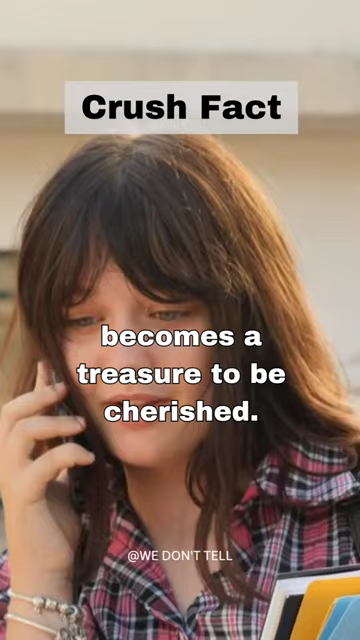 Crush Fact
becomes a
treasure to be
cherished.
@WE DON'T TELL